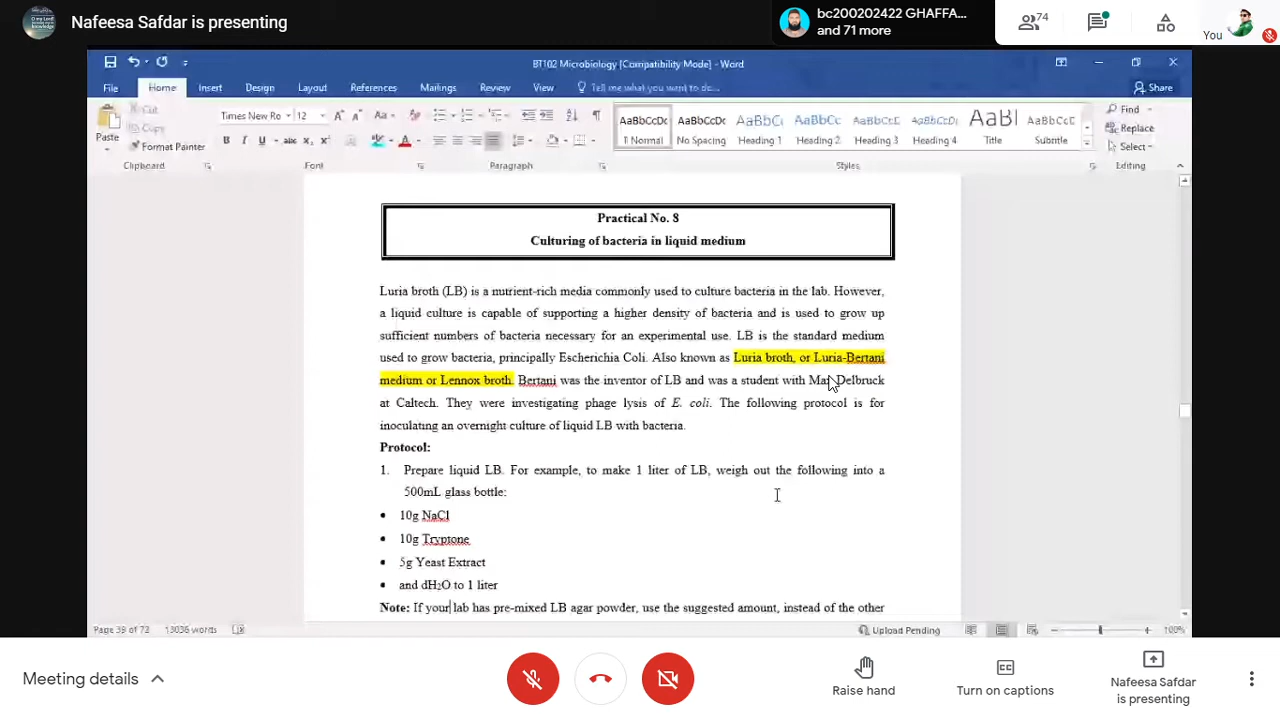 Nafeesa Safdar is presenting
bc200202422 GHAFFA...
and 71 more
74
You
BT102 Microbiology [Compatibility Mode] - Word
File Home Insert Design Layout References Mailings Review View Tell me what you want to do...
Share
Paste
Cut
Copy
Format Painter
Times New Ro 12
AaBbCcDc AaBbCcDc AaBbC( AaBbCc AaBbCc( AaBbCcDc AaBl AaBbCcC
¶ Normal No Spacing Heading 1 Heading 2 Heading 3 Heading 4 Title Subtitle
Find
Replace
Select
Clipboard Font Paragraph Styles Editing
Practical No. 8
Culturing of bacteria in liquid medium
Luria broth (LB) is a nutrient-rich media commonly used to culture bacteria in the lab. However,
a liquid culture is capable of supporting a higher density of bacteria and is used to grow up
sufficient numbers of bacteria necessary for an experimental use. LB is the standard medium
used to grow bacteria, principally Escherichia Coli. Also known as Luria broth, or Luria-Bertani
medium or Lennox broth. Bertani was the inventor of LB and was a student with Max Delbruck
at Caltech. They were investigating phage lysis of E. coli. The following protocol is for
inoculating an overnight culture of liquid LB with bacteria.
Protocol:
1. Prepare liquid LB. For example, to make 1 liter of LB, weigh out the following into a
500mL glass bottle:
• 10g NaCl
• 10g Tryptone
• 5g Yeast Extract
• and dH2O to 1 liter
Note: If your lab has pre-mixed LB agar powder, use the suggested amount, instead of the other
Page 39 of 72 13036 words Upload Pending 100%
Meeting details
Raise hand
Turn on captions
Nafeesa Safdar
is presenting